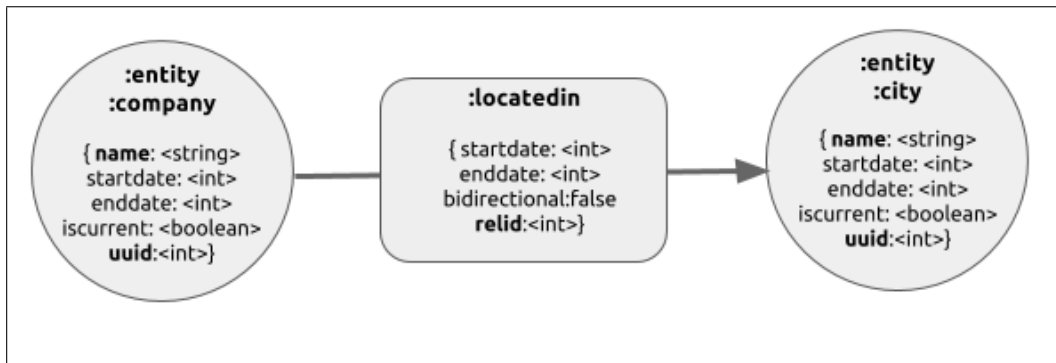 :entity
:company
{ name: <string>
startdate: <int>
enddate: <int>
iscurrent: <boolean>
uuid:<int>}
:locatedin
{ startdate: <int>
enddate: <int>
bidirectional:false
relid:<int>}
:entity
:city
{ name: <string>
startdate: <int>
enddate: <int>
iscurrent: <boolean>
uuid:<int>}